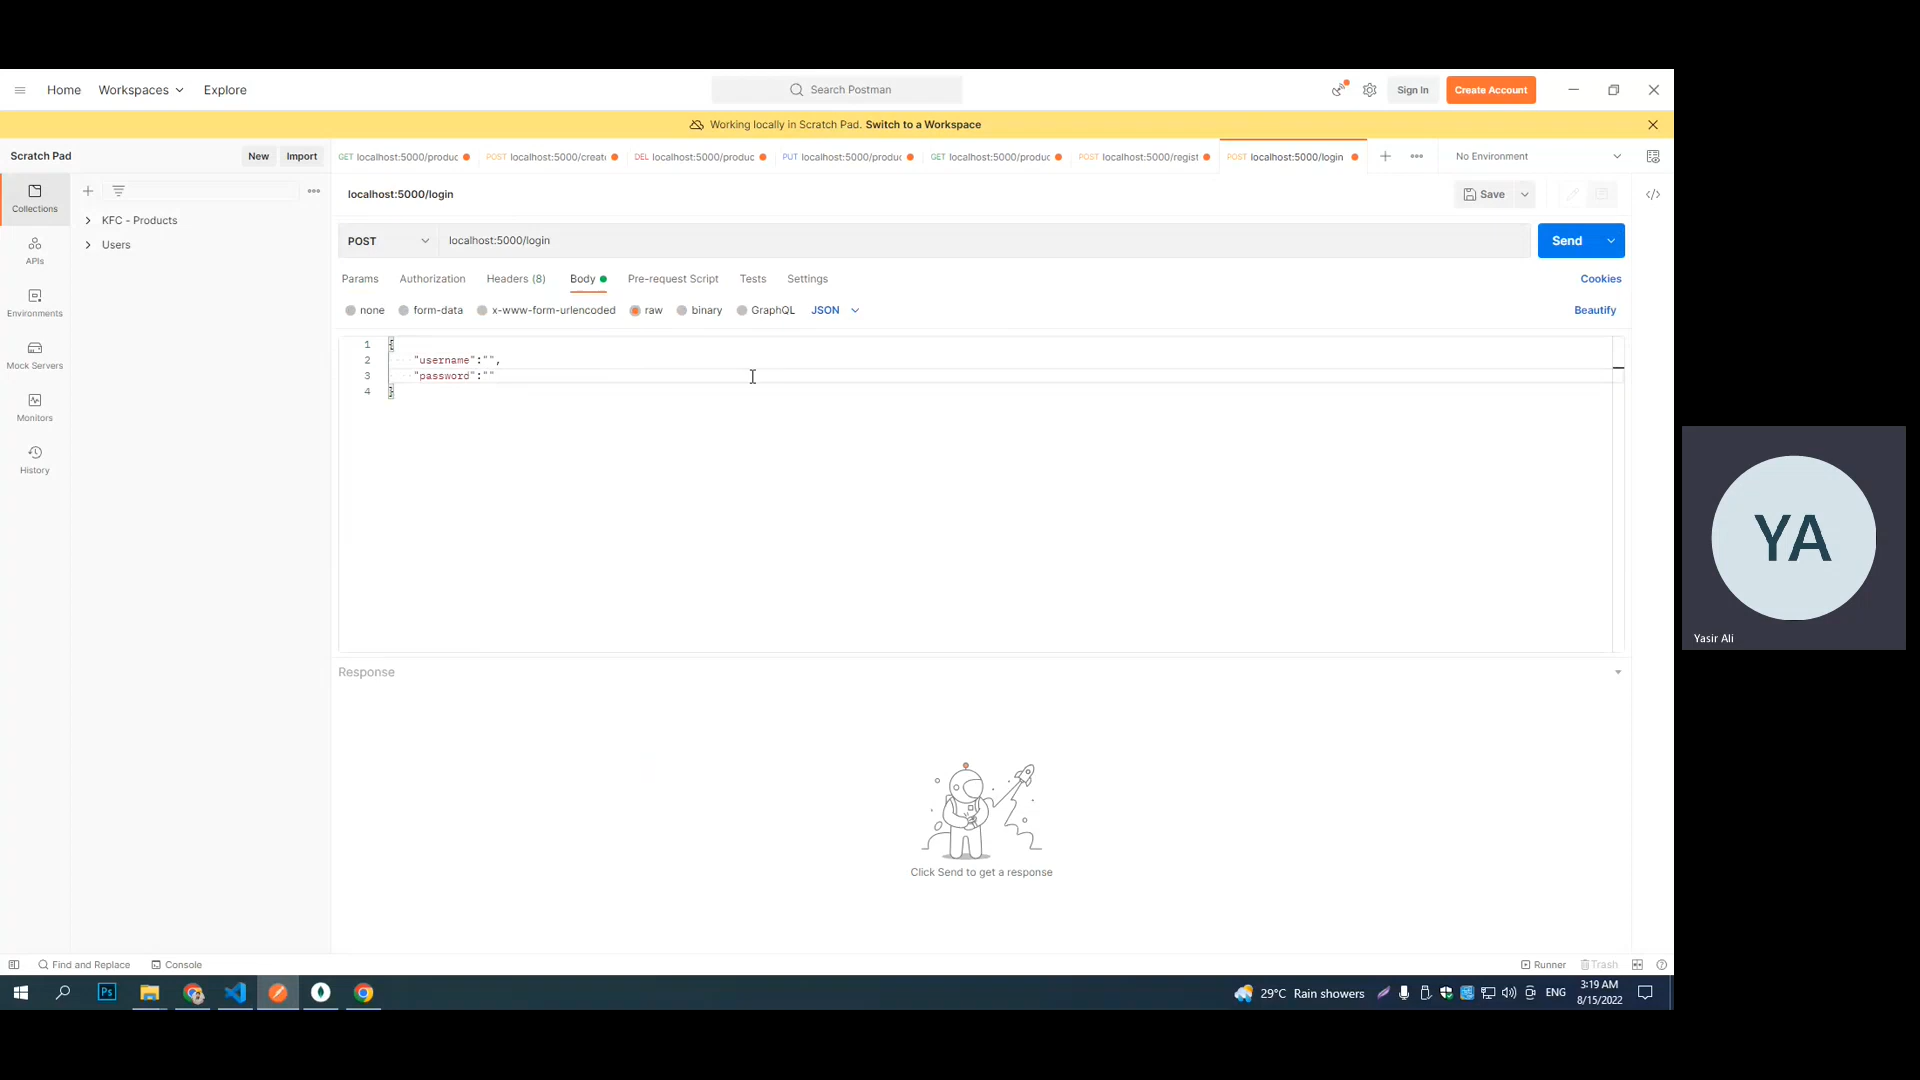 Home
Workspaces
Explore
Search Postman
Sign In
Create Account
Working locally in Scratch Pad. Switch to a Workspace
Scratch Pad
New
Import
GET localhost:5000/produc
POST localhost:5000/create
DEL localhost:5000/produc
PUT localhost:5000/produc
GET localhost:5000/produc
POST localhost:5000/regist
POST localhost:5000/login
No Environment
Collections
APIs
Environments
Mock Servers
Monitors
History
KFC - Products
Users
localhost:5000/login
Save
POST
localhost:5000/login
Send
Params
Authorization
Headers (8)
Body
Pre-request Script
Tests
Settings
Cookies
none
form-data
x-www-form-urlencoded
raw
binary
GraphQL
JSON
Beautify
1 {
2 "username":"",
3 "password":""
4 }
Response
Click Send to get a response
YA
Yasir Ali
Find and Replace
Console
Runner
Trash
Ps
29°C Rain showers
ENG
3:19 AM
8/15/2022